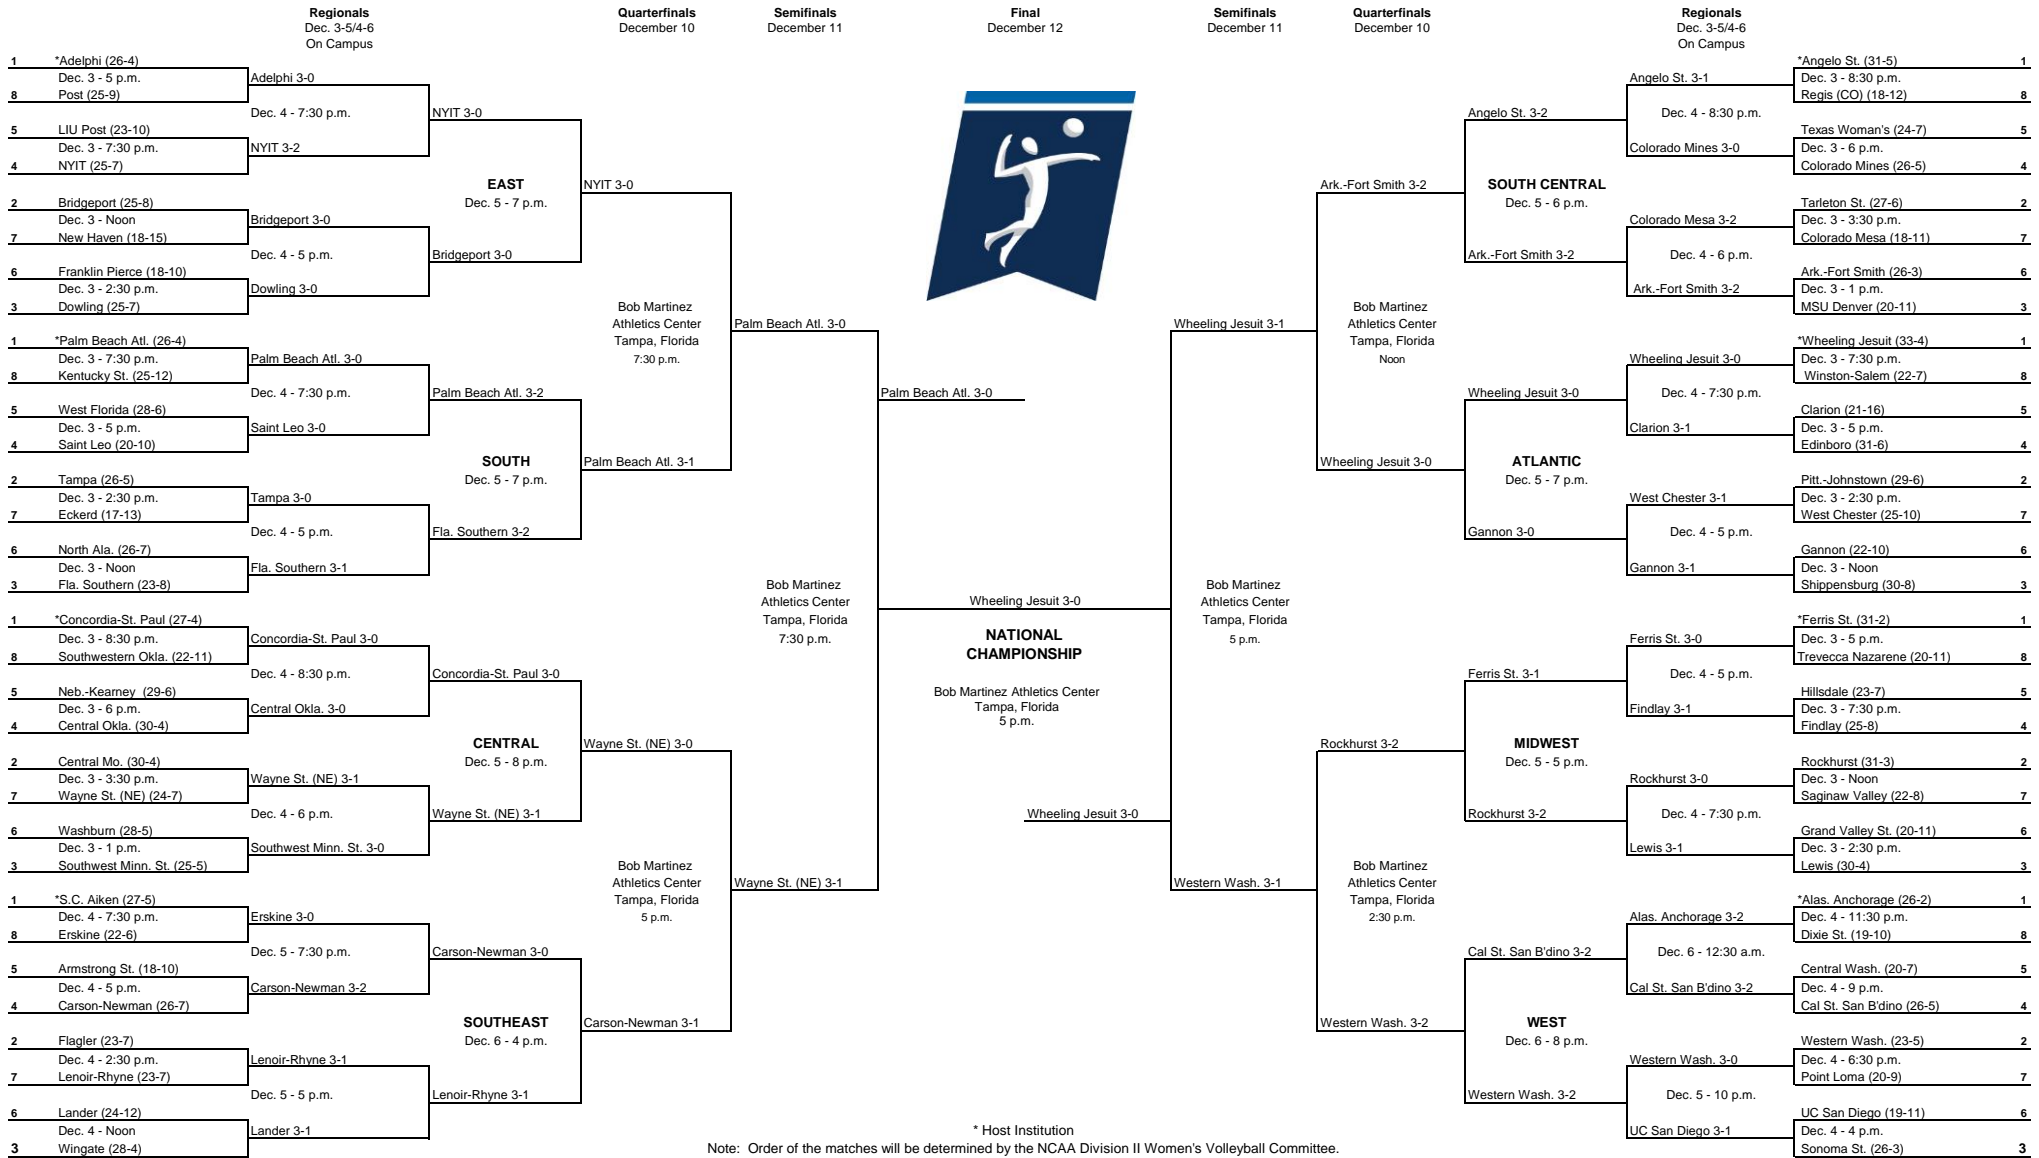 Regionals
Dec. 3-5/4-6
On Campus
Quarterfinals
December 10
Semifinals
December 11
Final
December 12
Semifinals
December 11
Quarterfinals
December 10
Regionals
Dec. 3-5/4-6
On Campus
1 *Adelphi (26-4)
Dec. 3 - 5 p.m.
8 Post (25-9)
5 LIU Post (23-10)
Dec. 3 - 7:30 p.m.
4 NYIT (25-7)
2 Bridgeport (25-8)
Dec. 3 - Noon
7 New Haven (18-15)
6 Franklin Pierce (18-10)
Dec. 3 - 2:30 p.m.
3 Dowling (25-7)
Adelphi 3-0
Dec. 4 - 7:30 p.m.
NYIT 3-2
Bridgeport 3-0
Dec. 4 - 5 p.m.
Dowling 3-0
NYIT 3-0
EAST
Dec. 5 - 7 p.m.
Bridgeport 3-0
NYIT 3-0
1 *Palm Beach Atl. (26-4)
Dec. 3 - 7:30 p.m.
8 Kentucky St. (25-12)
5 West Florida (28-6)
Dec. 3 - 5 p.m.
4 Saint Leo (20-10)
2 Tampa (26-5)
Dec. 3 - 2:30 p.m.
7 Eckerd (17-13)
6 North Ala. (26-7)
Dec. 3 - Noon
3 Fla. Southern (23-8)
Palm Beach Atl. 3-0
Dec. 4 - 7:30 p.m.
Saint Leo 3-0
Tampa 3-0
Dec. 4 - 5 p.m.
Fla. Southern 3-1
Palm Beach Atl. 3-2
SOUTH
Dec. 5 - 7 p.m.
Fla. Southern 3-2
Palm Beach Atl. 3-1
Bob Martinez
Athletics Center
Tampa, Florida
7:30 p.m.
Palm Beach Atl. 3-0
1 *Concordia-St. Paul (27-4)
Dec. 3 - 8:30 p.m.
8 Southwestern Okla. (22-11)
5 Neb.-Kearney (29-6)
Dec. 3 - 6 p.m.
4 Central Okla. (30-4)
2 Central Mo. (30-4)
Dec. 3 - 3:30 p.m.
7 Wayne St. (NE) (24-7)
6 Washburn (28-5)
Dec. 3 - 1 p.m.
3 Southwest Minn. St. (25-5)
Concordia-St. Paul 3-0
Dec. 4 - 8:30 p.m.
Central Okla. 3-0
Wayne St. (NE) 3-1
Dec. 4 - 6 p.m.
Southwest Minn. St. 3-0
Concordia-St. Paul 3-0
CENTRAL
Dec. 5 - 8 p.m.
Wayne St. (NE) 3-1
Wayne St. (NE) 3-0
1 *S.C. Aiken (27-5)
Dec. 4 - 7:30 p.m.
8 Erskine (22-6)
5 Armstrong St. (18-10)
Dec. 4 - 5 p.m.
4 Carson-Newman (26-7)
2 Flagler (23-7)
Dec. 4 - 2:30 p.m.
7 Lenoir-Rhyne (23-7)
6 Lander (24-12)
Dec. 4 - Noon
3 Wingate (28-4)
Erskine 3-0
Dec. 5 - 7:30 p.m.
Carson-Newman 3-2
Lenoir-Rhyne 3-1
Dec. 5 - 5 p.m.
Lander 3-1
Carson-Newman 3-0
SOUTHEAST
Dec. 6 - 4 p.m.
Lenoir-Rhyne 3-1
Carson-Newman 3-1
Bob Martinez
Athletics Center
Tampa, Florida
5 p.m.
Wayne St. (NE) 3-1
Bob Martinez
Athletics Center
Tampa, Florida
7:30 p.m.
Palm Beach Atl. 3-0
Wheeling Jesuit 3-0
NATIONAL
CHAMPIONSHIP
Bob Martinez Athletics Center
Tampa, Florida
5 p.m.
Wheeling Jesuit 3-0
Bob Martinez
Athletics Center
Tampa, Florida
5 p.m.
Wheeling Jesuit 3-1
Bob Martinez
Athletics Center
Tampa, Florida
Noon
Ark.-Fort Smith 3-2
Angelo St. 3-2
SOUTH CENTRAL
Dec. 5 - 6 p.m.
Ark.-Fort Smith 3-2
Angelo St. 3-1
Dec. 4 - 8:30 p.m.
Colorado Mines 3-0
Colorado Mesa 3-2
Dec. 4 - 6 p.m.
Ark.-Fort Smith 3-2
*Angelo St. (31-5) 1
Dec. 3 - 8:30 p.m.
Regis (CO) (18-12) 8
Texas Woman's (24-7) 5
Dec. 3 - 6 p.m.
Colorado Mines (26-5) 4
Tarleton St. (27-6) 2
Dec. 3 - 3:30 p.m.
Colorado Mesa (18-11) 7
Ark.-Fort Smith (26-3) 6
Dec. 3 - 1 p.m.
MSU Denver (20-11) 3
Wheeling Jesuit 3-0
Wheeling Jesuit 3-0
ATLANTIC
Dec. 5 - 7 p.m.
Gannon 3-0
Wheeling Jesuit 3-0
Dec. 4 - 7:30 p.m.
Clarion 3-1
West Chester 3-1
Dec. 4 - 5 p.m.
Gannon 3-1
*Wheeling Jesuit (33-4) 1
Dec. 3 - 7:30 p.m.
Winston-Salem (22-7) 8
Clarion (21-16) 5
Dec. 3 - 5 p.m.
Edinboro (31-6) 4
Pitt.-Johnstown (29-6) 2
Dec. 3 - 2:30 p.m.
West Chester (25-10) 7
Gannon (22-10) 6
Dec. 3 - Noon
Shippensburg (30-8) 3
Western Wash. 3-1
Bob Martinez
Athletics Center
Tampa, Florida
2:30 p.m.
Rockhurst 3-2
Ferris St. 3-1
MIDWEST
Dec. 5 - 5 p.m.
Rockhurst 3-2
Ferris St. 3-0
Dec. 4 - 5 p.m.
Findlay 3-1
Rockhurst 3-0
Dec. 4 - 7:30 p.m.
Lewis 3-1
*Ferris St. (31-2) 1
Dec. 3 - 5 p.m.
Trevecca Nazarene (20-11) 8
Hillsdale (23-7) 5
Dec. 3 - 7:30 p.m.
Findlay (25-8) 4
Rockhurst (31-3) 2
Dec. 3 - Noon
Saginaw Valley (22-8) 7
Grand Valley St. (20-11) 6
Dec. 3 - 2:30 p.m.
Lewis (30-4) 3
Western Wash. 3-2
Cal St. San B'dino 3-2
WEST
Dec. 6 - 8 p.m.
Western Wash. 3-2
Alas. Anchorage 3-2
Dec. 6 - 12:30 a.m.
Cal St. San B'dino 3-2
Western Wash. 3-0
Dec. 5 - 10 p.m.
UC San Diego 3-1
*Alas. Anchorage (26-2) 1
Dec. 4 - 11:30 p.m.
Dixie St. (19-10) 8
Central Wash. (20-7) 5
Dec. 4 - 9 p.m.
Cal St. San B'dino (26-5) 4
Western Wash. (23-5) 2
Dec. 4 - 6:30 p.m.
Point Loma (20-9) 7
UC San Diego (19-11) 6
Dec. 4 - 4 p.m.
Sonoma St. (26-3) 3
* Host Institution
Note: Order of the matches will be determined by the NCAA Division II Women's Volleyball Committee.